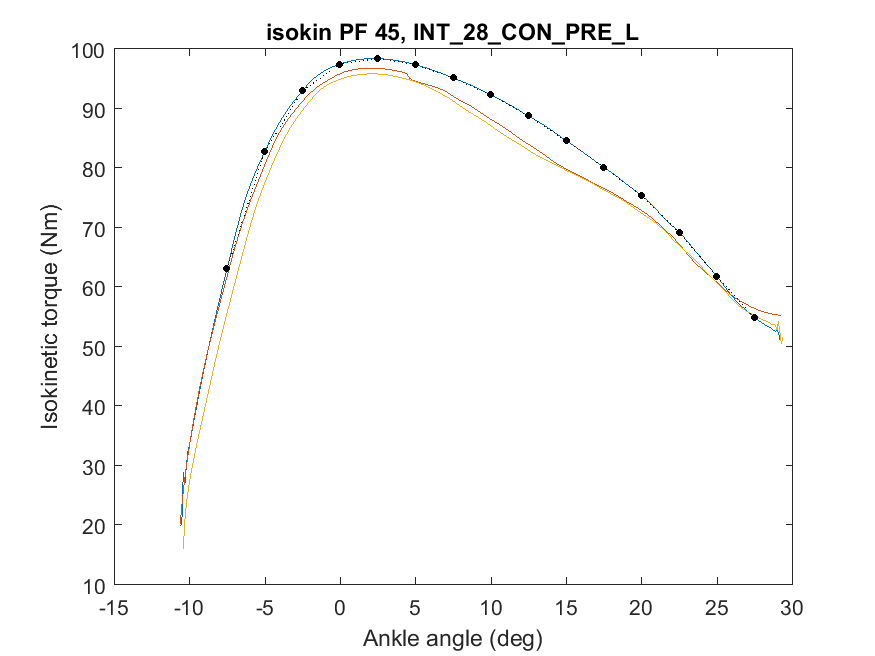 isokin PF 45, INT_28_CON_PRE_L
100
90
80
70
60
50
40
30
20
10
Isokinetic torque (Nm)
-15 -10 -5 0 5 10 15 20 25 30
Ankle angle (deg)